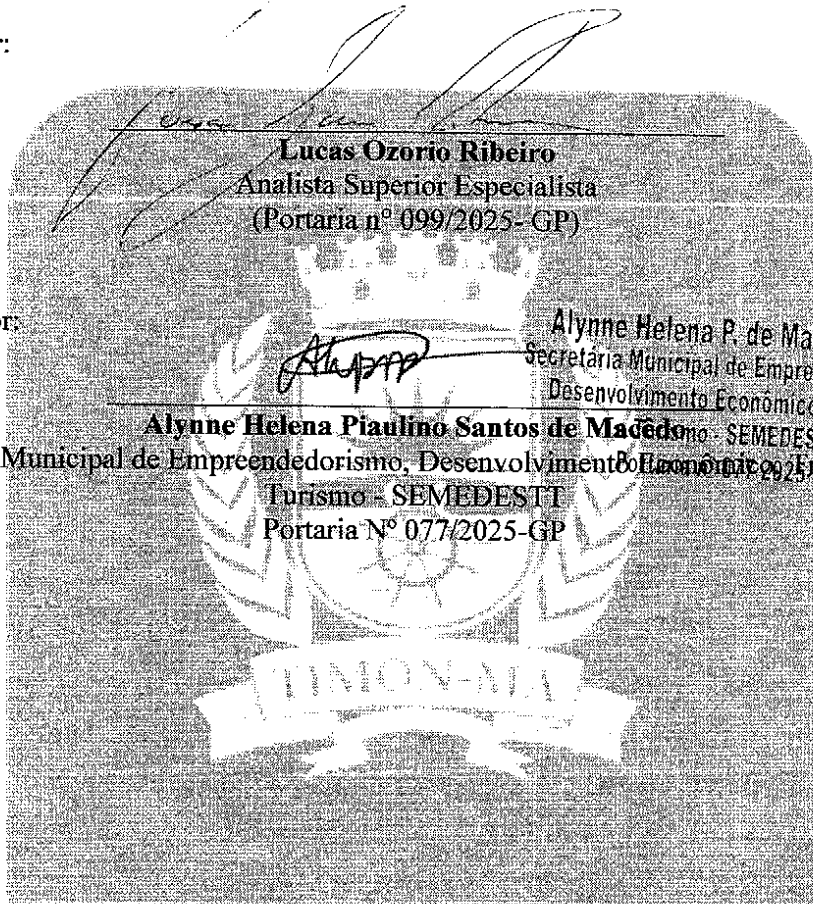 r:
Lucas Ozorio Ribeiro
Analista Superior Especialista
(Portaria nº 099/2025- GP)
or:
Alynne Helena P. de Ma
Secretária Municipal de Empre
Desenvolvimento Econômico
SEMEDES
Alynne Helena Piaulino Santos de Macêdo
Municipal de Empreendedorismo, Desenvolvimento Econômico
Turismo - SEMEDESTT
Portaria Nº 077/2025-GP
TIMON-MA